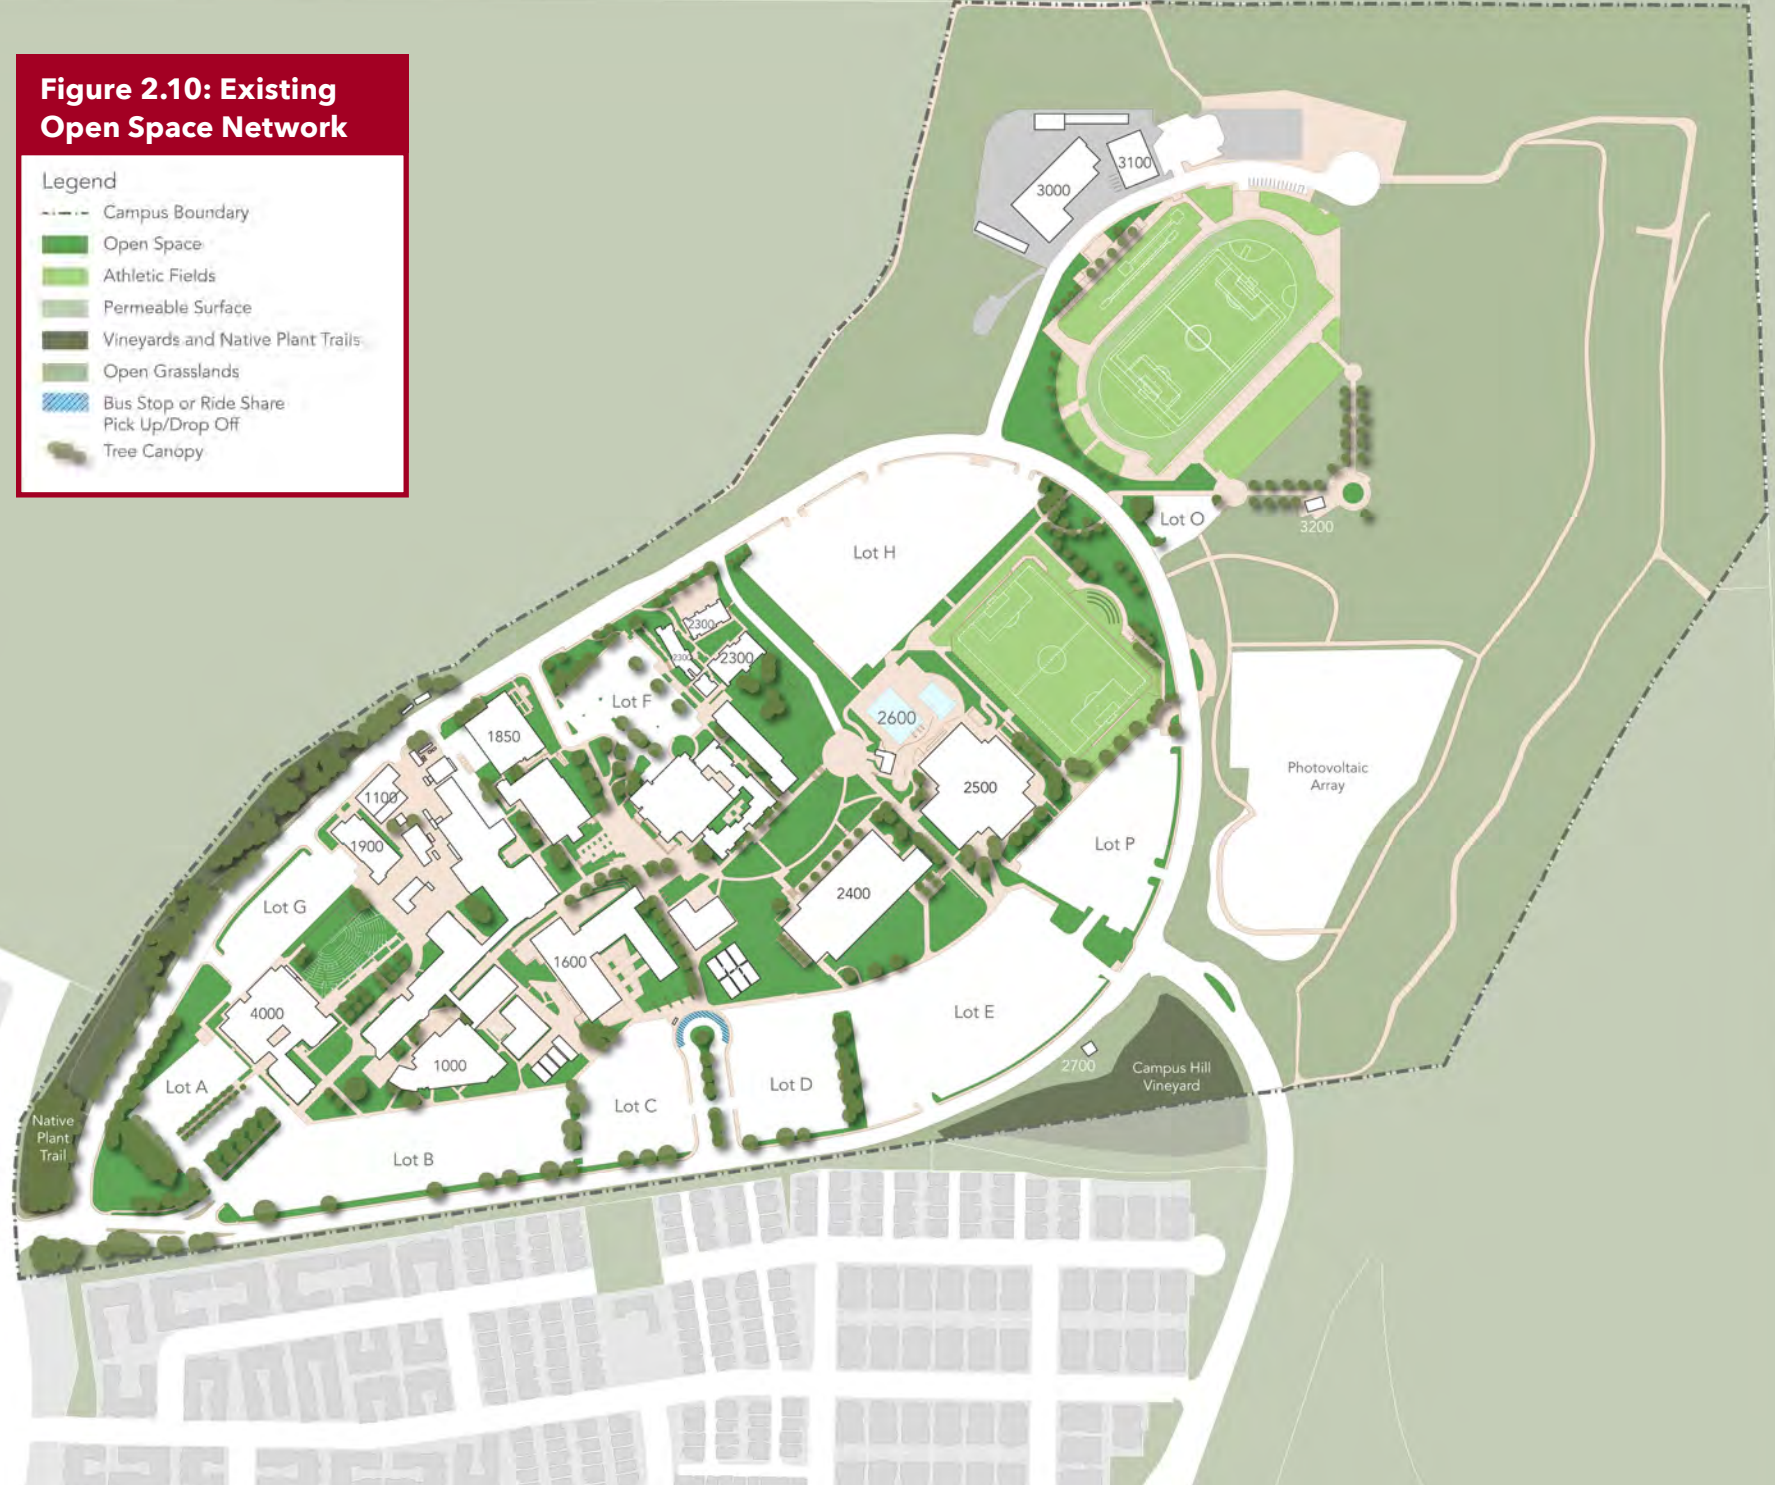 Figure 2.10: Existing
Open Space Network
Legend
Campus Boundary
Open Space
Athletic Fields
Permeable Surface
Vineyards and Native Plant Trails
Open Grasslands
Bus Stop or Ride Share
Pick Up/Drop Off
Tree Canopy
3100
3000
Lot O
3200
Lot H
2300
2300
2300
Lot F
2600
1850
Photovoltaic
Array
2500
1100
Lot P
1900
2400
Lot G
1600
4000
Lot E
1000
2700
Campus Hill
Vineyard
Lot A
Lot D
Lot C
Native
Plant
Trail
Lot B